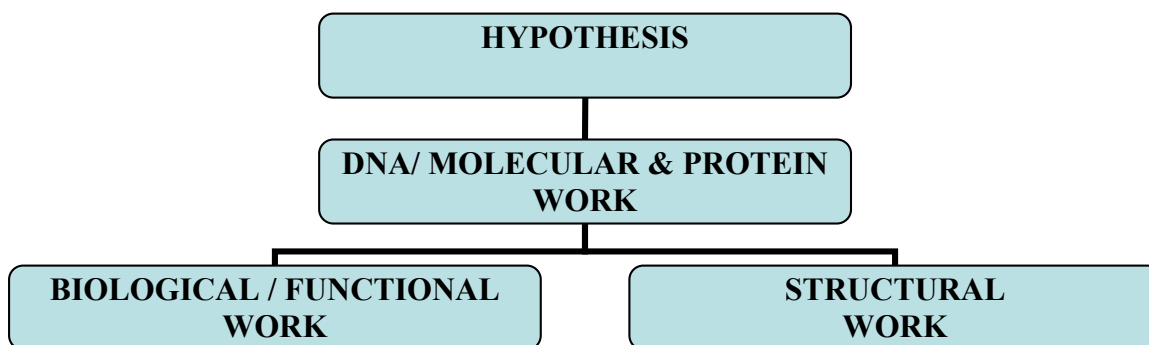 HYPOTHESIS
DNA/ MOLECULAR & PROTEIN
WORK
BIOLOGICAL / FUNCTIONAL
WORK
STRUCTURAL
WORK